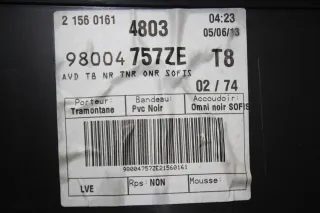 2 156 0161 4803 04:23
05/06/13
98004 757ZE T8
AVD T8 NR TNR ONR SOFIS
02 / 74
Porteur: Bandeau: Accoudoir:
Tramontane Pvc Noir Omni noir SOFIS
98004757ZE21560161
LVE Rps: NON Mousse: